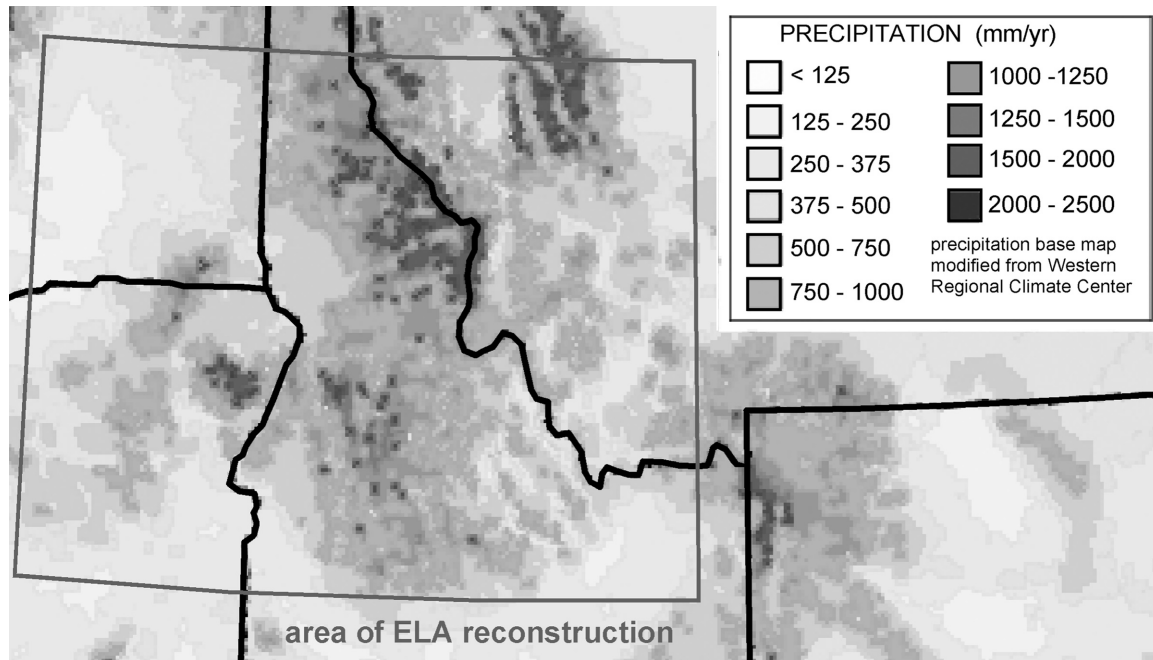 PRECIPITATION (mm/yr)
< 125
125 - 250
250 - 375
375 - 500
500 - 750
750 - 1000
1000 -1250
1250 - 1500
1500 - 2000
2000 - 2500
precipitation base map
modified from Western
Regional Climate Center
area of ELA reconstruction